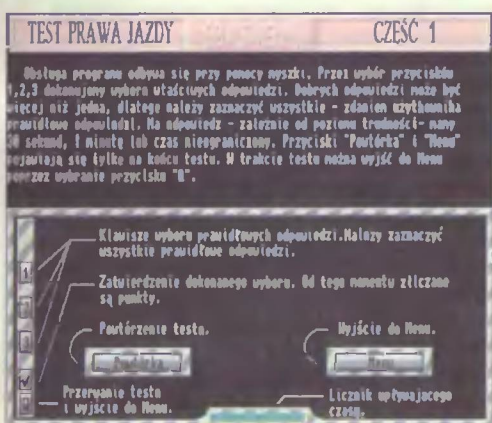 TEST PRAWA JAZDY
CZĘŚĆ 1
Obsługa programu odbywa się przy pomocy myszki. Przez wybór przycisków
1,2,3 dokonujemy wyboru właściwych odpowiedzi. Dobrych odpowiedzi może być
więcej niż jedna, dlatego należy zaznaczyć wszystkie - zdaniem użytkownika
prawidłowe odpowiedzi. Na odpowiedz - zależnie od poziomu trudności- mamy
30 sekund, 1 minutę lub czas nieograniczony. Przyciski "Powtórka" i "Menu"
pojawiają się tylko na końcu testu. W trakcie testu można wyjść do Menu
poprzez wybranie przycisku "Q".
Klawisze wyboru prawidłowych odpowiedzi.Należy zaznaczyć
wszystkie prawidłowe odpowiedzi.
1
Zatwierdzenie dokonanego wyboru. Od tego momentu zliczane
są punkty.
Powtórzenie testu.
Wyjście do Menu.
3
Powtórka
Menu
Przerwanie testu
i wyjście do Menu.
Licznik upływającego
czasu.